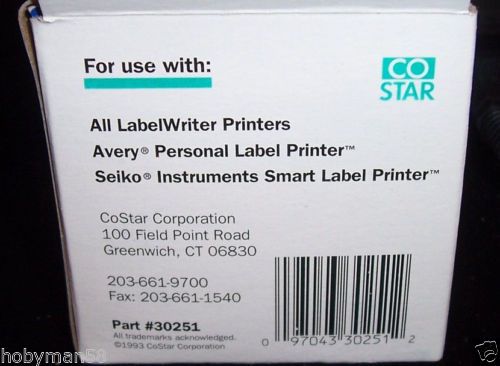 For use with:
CO
STAR
All LabelWriter Printers
Avery® Personal Label Printer™
Seiko® Instruments Smart Label Printer™
CoStar Corporation
100 Field Point Road
Greenwich, CT 06830
203-661-9700
Fax: 203-661-1540
Part #30251
All trademarks acknowledged.
©1993 CoStar Corporation
0 97043 30251 2
hobyman58